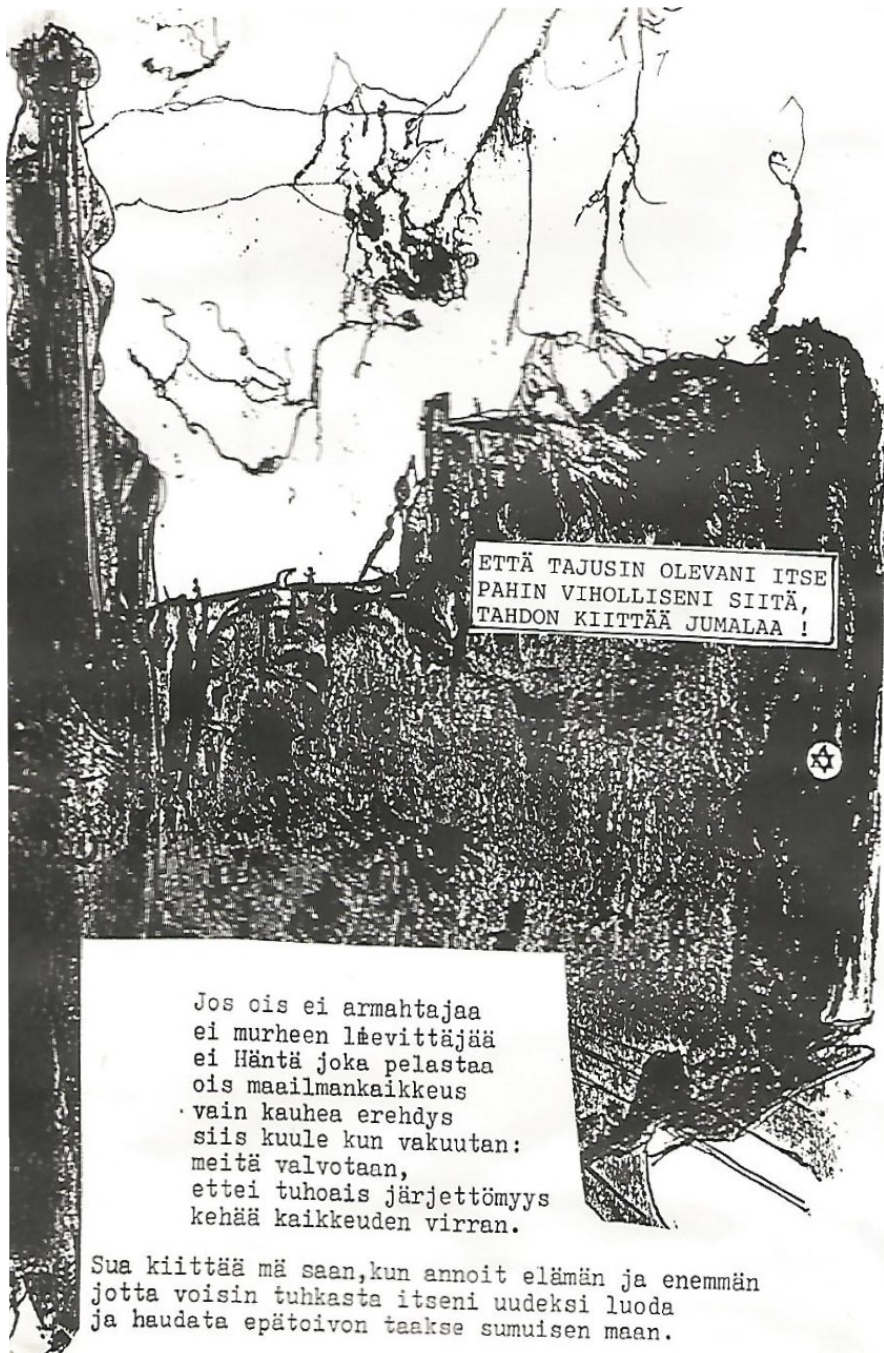 ETTÄ TAJUSIN OLEVANI ITSE
PAHIN VIHOLLISENI SIITÄ,
TAHDON KIITTÄÄ JUMALAA !
Jos ois ei armahtajaa
ei murheen lievittäjää
ei Häntä joka pelastaa
ois maailmankaikkeus
vain kauhea erehdys
siis kuule kun vakuutan:
meitä valvotaan,
ettei tuhoais järjettömyys
kehää kaikkeuden virran.
Sua kiittää mä saan,kun annoit elämän ja enemmän
jotta voisin tuhkasta itseni uudeksi luoda
ja haudata epätoivon taakse sumuisen maan.